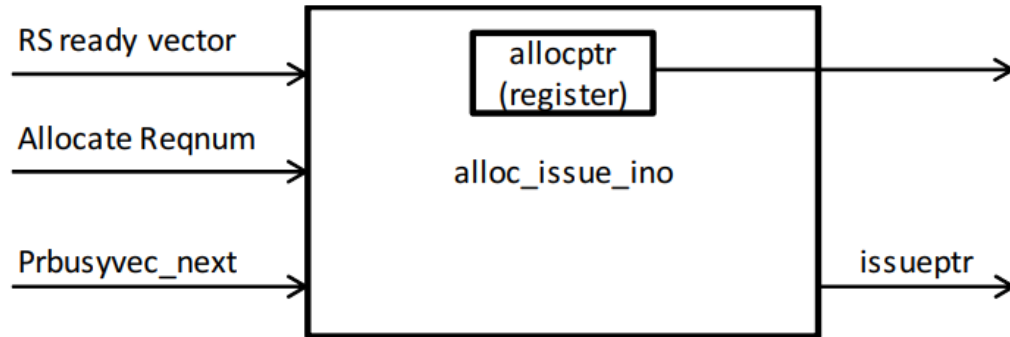 RS ready vector
allocptr
(register)
Allocate Reqnum
alloc_issue_ino
Prbusyvec_next
issueptr